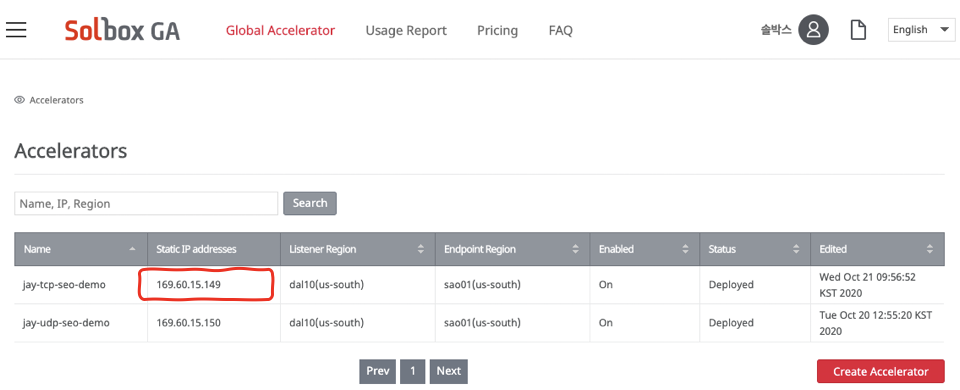 Solbox GA Global Accelerator Usage Report Pricing FAQ 솔박스 English
Accelerators
Accelerators
Name, IP, Region Search
Name Static IP addresses Listener Region Endpoint Region Enabled Status Edited
jay-tcp-seo-demo 169.60.15.149 dal10(us-south) sao01(us-south) On Deployed Wed Oct 21 09:56:52
KST 2020
jay-udp-seo-demo 169.60.15.150 dal10(us-south) sao01(us-south) On Deployed Tue Oct 20 12:55:20 KST
2020
Prev 1 Next Create Accelerator